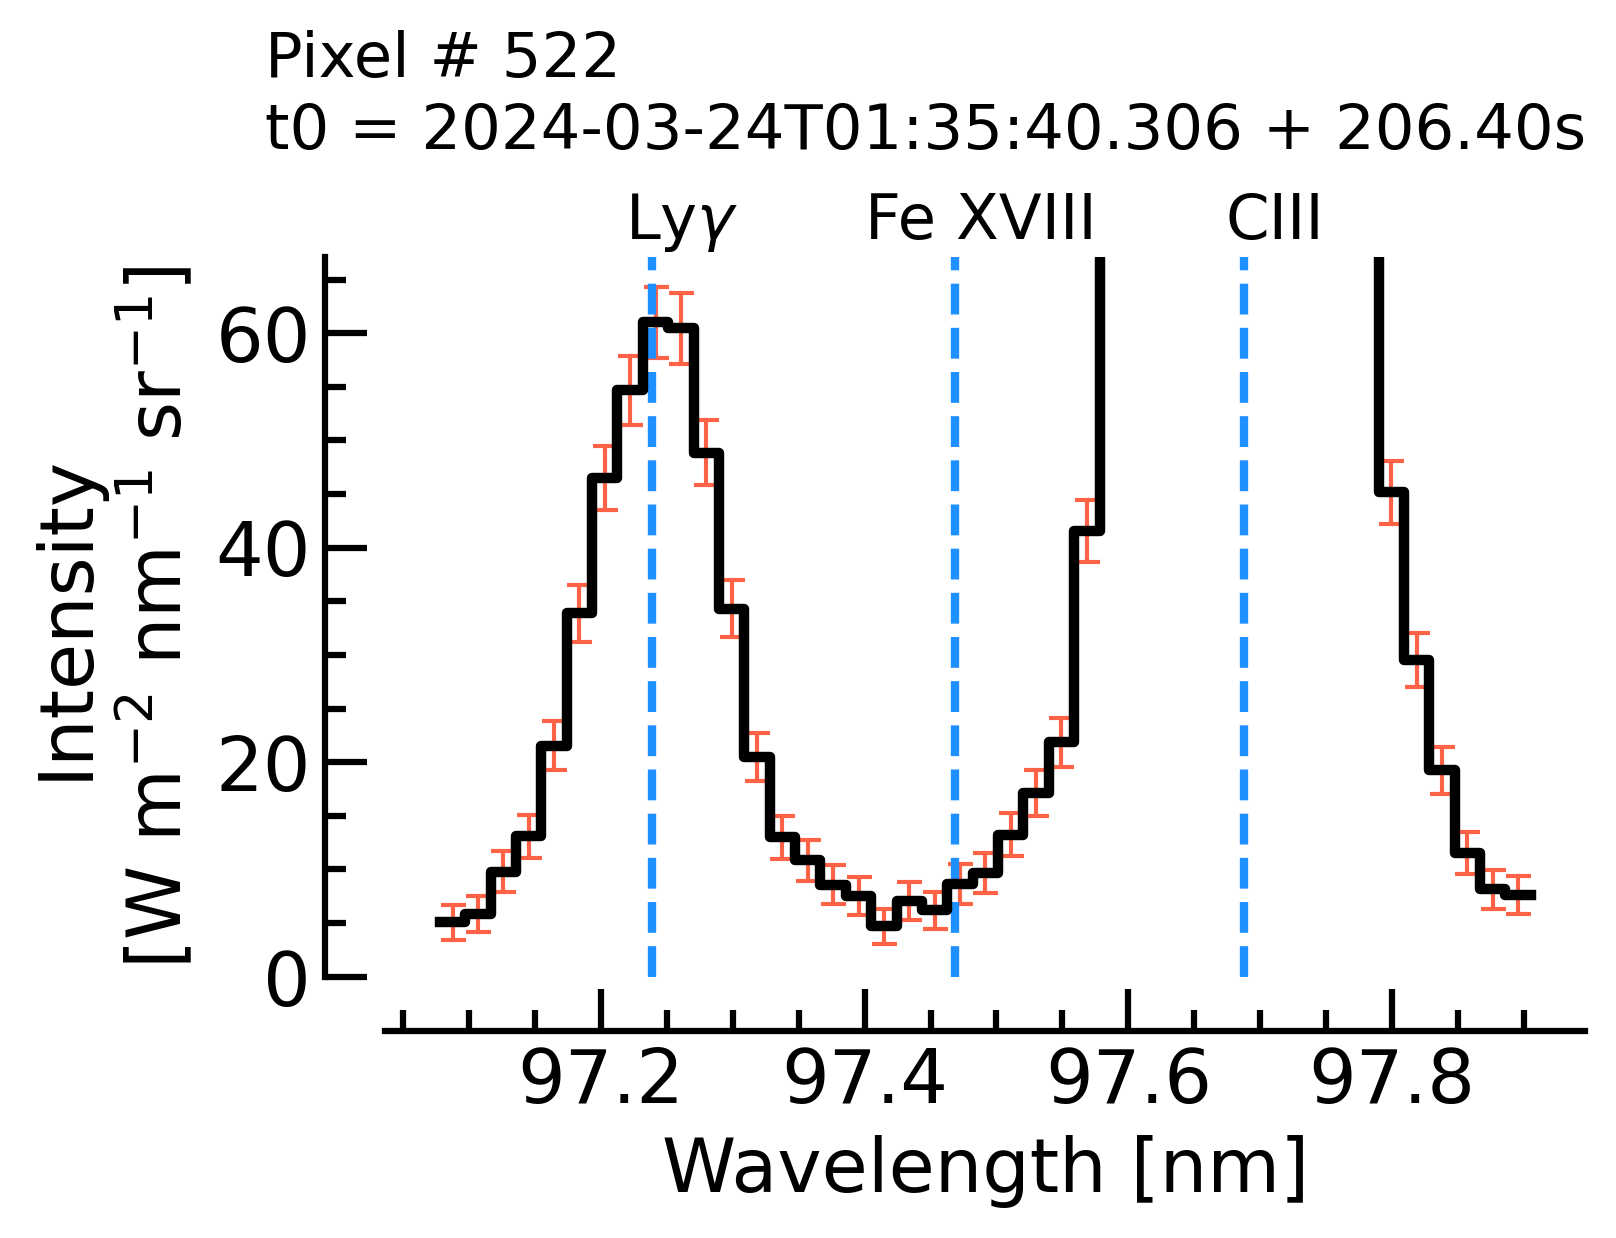 Pixel # 522
t0 = 2024-03-24T01:35:40.306 + 206.40s
Lyγ Fe XVIII CIII
Intensity
[W m⁻² nm⁻¹ sr⁻¹]
60
40
20
0
97.2 97.4 97.6 97.8
Wavelength [nm]